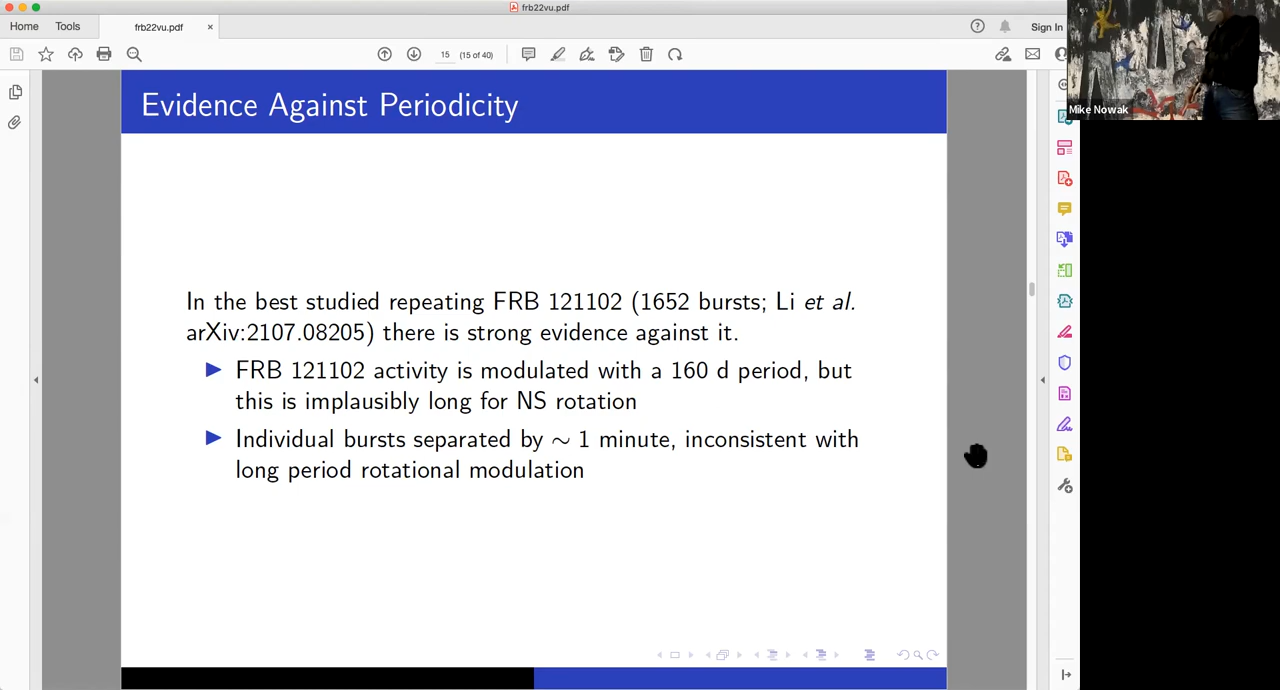 frb22vu.pdf
Home Tools frb22vu.pdf × Sign In
15 (15 of 40)
Mike Nowak
Evidence Against Periodicity
In the best studied repeating FRB 121102 (1652 bursts; Li et al.
arXiv:2107.08205) there is strong evidence against it.
FRB 121102 activity is modulated with a 160 d period, but
this is implausibly long for NS rotation
Individual bursts separated by ∼ 1 minute, inconsistent with
long period rotational modulation